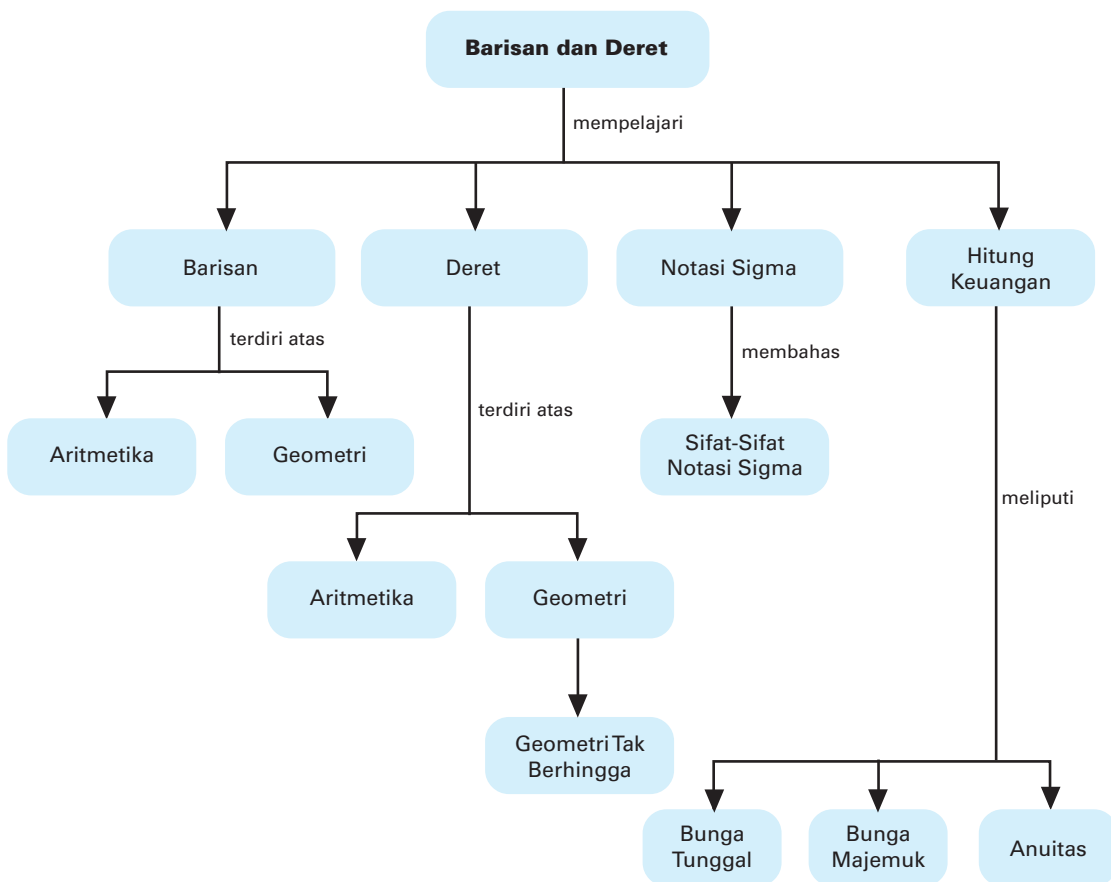 Barisan dan Deret
mempelajari
Barisan
Deret
Notasi Sigma
Hitung
Keuangan
terdiri atas
membahas
Aritmetika
Geometri
terdiri atas
Sifat-Sifat
Notasi Sigma
meliputi
Aritmetika
Geometri
Geometri Tak
Berhingga
Bunga
Tunggal
Bunga
Majemuk
Anuitas